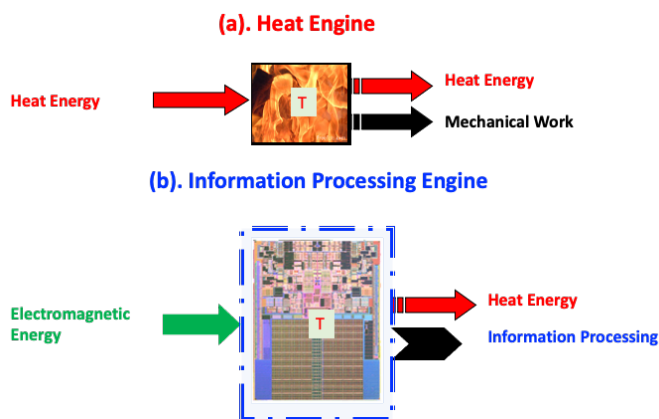 (a). Heat Engine
Heat Energy
T
Heat Energy
Mechanical Work
(b). Information Processing Engine
Electromagnetic
Energy
T
Heat Energy
Information Processing